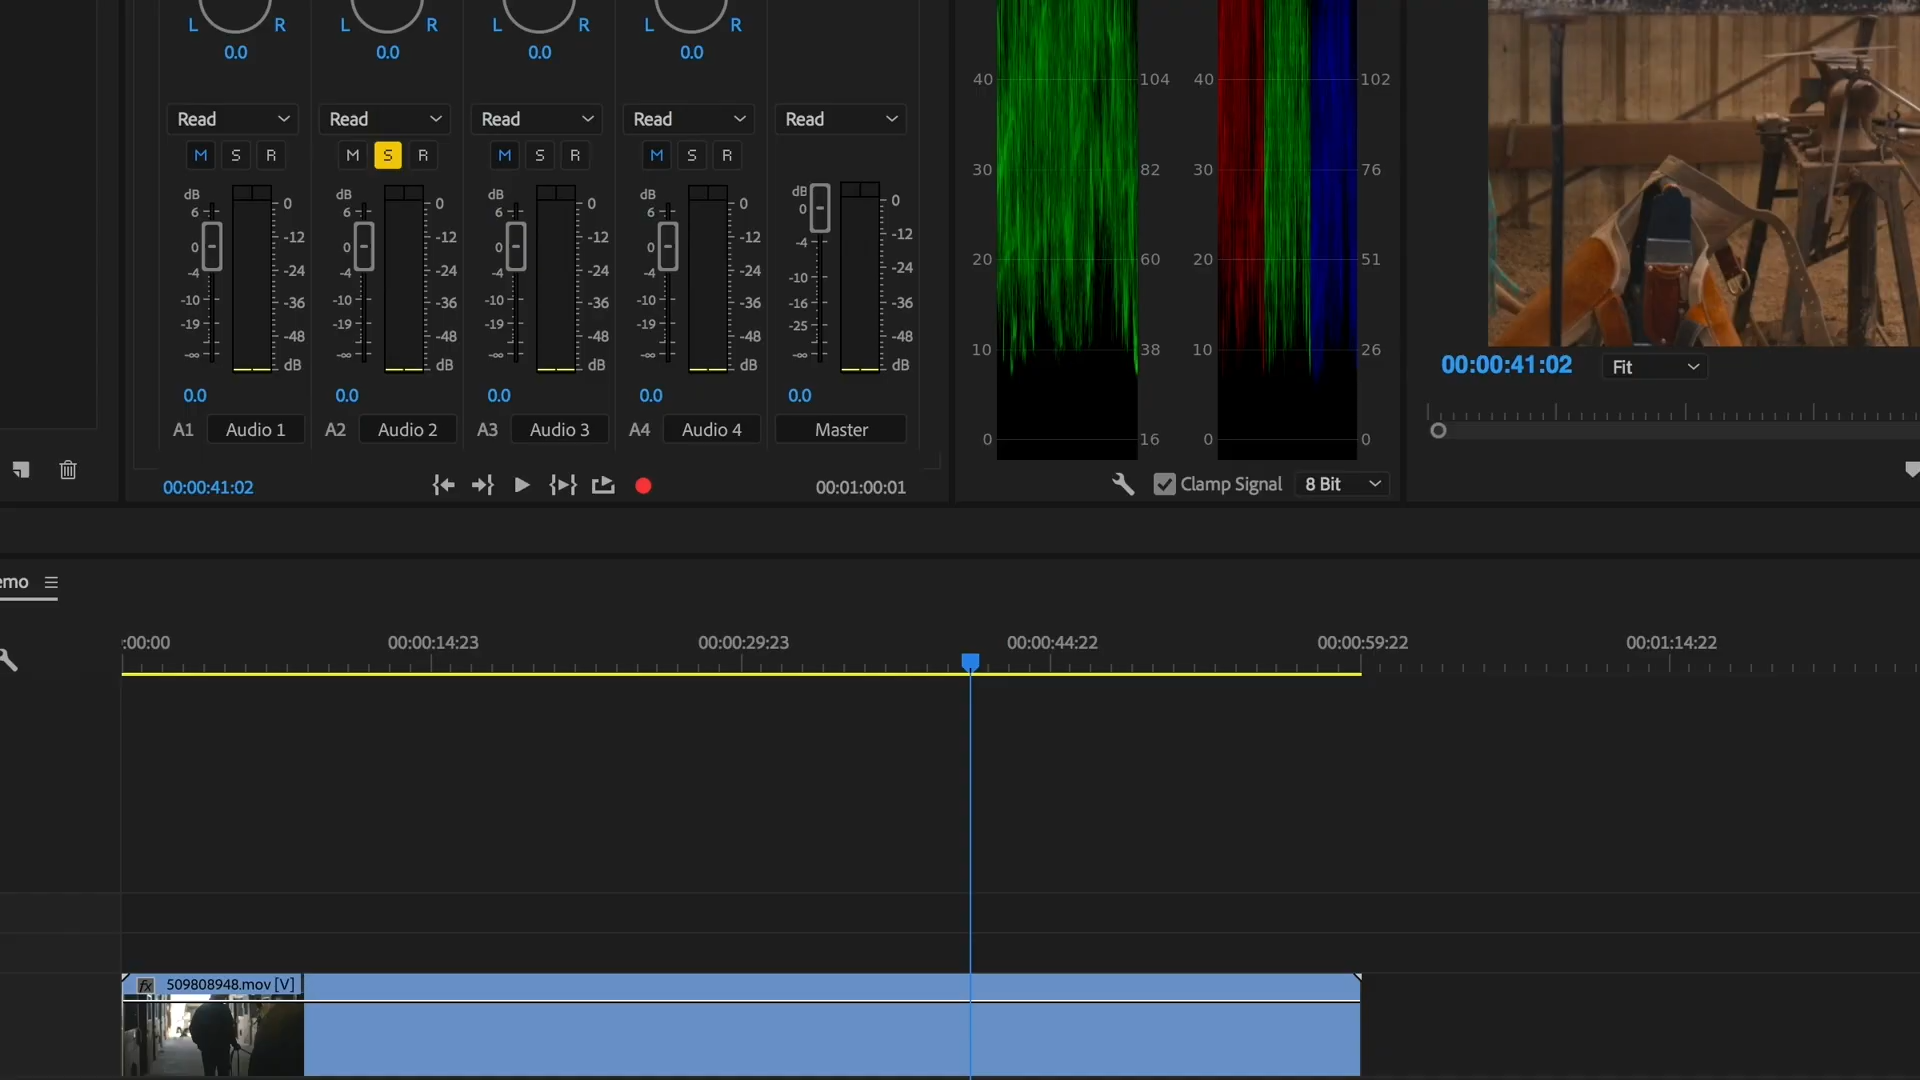 L R L R L R L R
0.0 0.0 0.0 0.0
Read Read Read Read Read
M S R M S R M S R M S R
dB 6 0 -4 -10 -19 -∞ 0 -12 -24 -36 -48 dB
dB 6 0 -4 -10 -19 -∞ 0 -12 -24 -36 -48 dB
dB 6 0 -4 -10 -19 -∞ 0 -12 -24 -36 -48 dB
dB 6 0 -4 -10 -19 -∞ 0 -12 -24 -36 -48 dB
dB 0 -4 -10 -16 -25 -∞ 0 -12 -24 -36 -48 dB
0.0 0.0 0.0 0.0 0.0
A1 Audio 1 A2 Audio 2 A3 Audio 3 A4 Audio 4 Master
00:00:41:02 00:01:00:01
40 104 40 102
30 82 30 76
20 60 20 51
10 38 10 26
0 16 0 0
Clamp Signal 8 Bit
00:00:41:02 Fit
emo
:00:00 00:00:14:23 00:00:29:23 00:00:44:22 00:00:59:22 00:01:14:22
fx 509808948.mov [V]